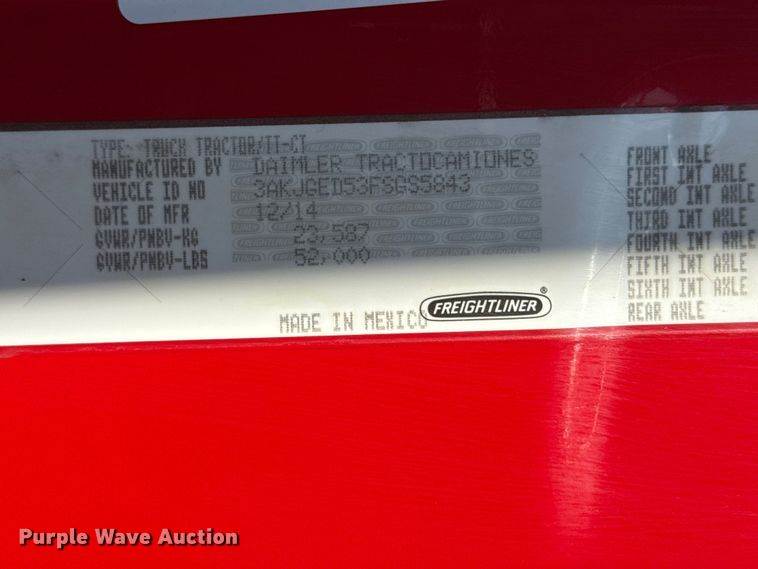 TYPE: TRUCK TRACTOR/TT-CT
MANUFACTURED BY DAIMLER TRACTOCAMIONES
VEHICLE ID NO 3AKJGED53FSGS5843
DATE OF MFR 12/14
GVWR/PNBV-KG 23,587
GVWR/PNBV-LBS 52,000
MADE IN MEXICO
FREIGHTLINER®
FRONT AXLE
FIRST INT AXLE
SECOND INT AXLE
THIRD INT AXLE
FOURTH INT AXLE
FIFTH INT AXLE
SIXTH INT AXLE
REAR AXLE
Purple Wave Auction